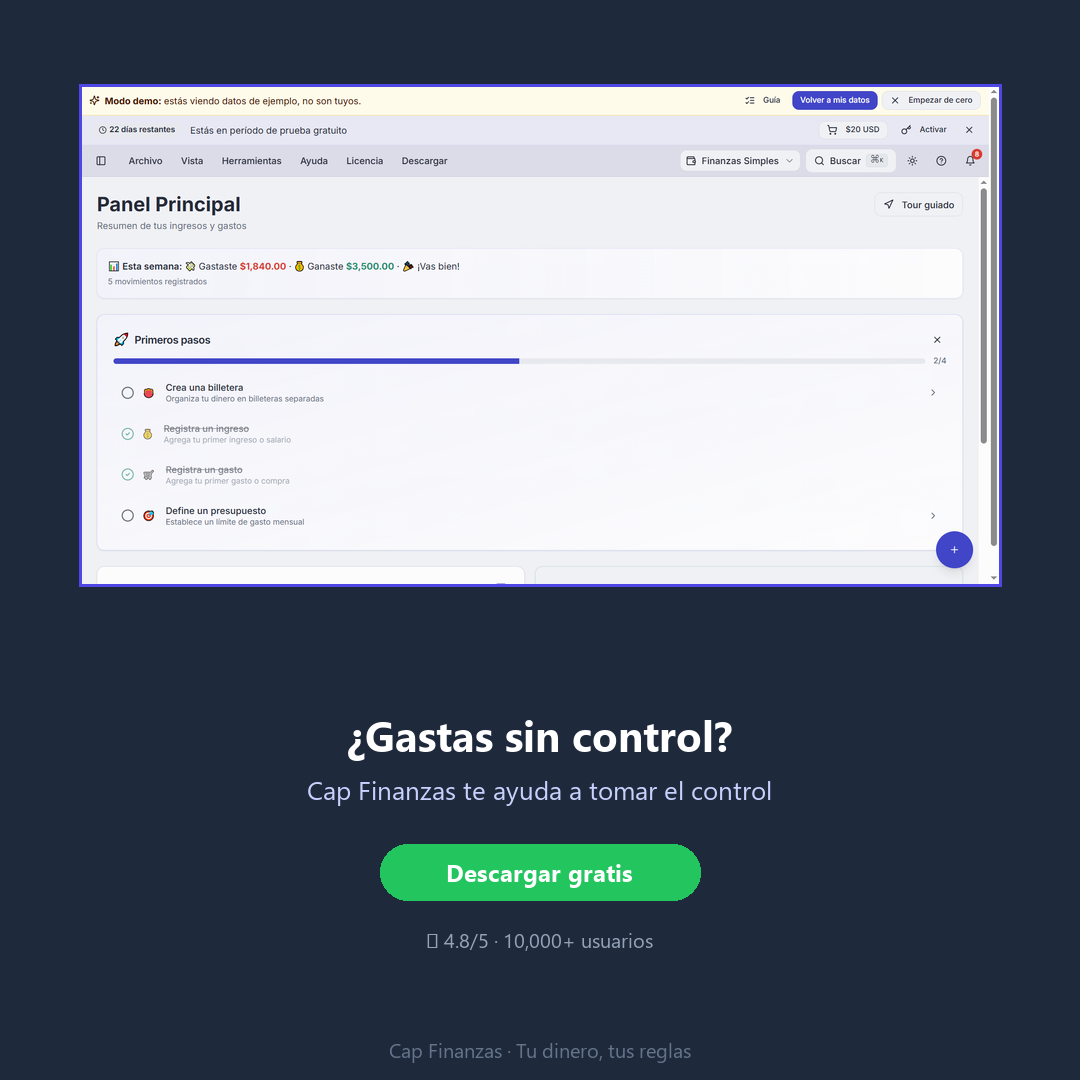 Modo demo: estás viendo datos de ejemplo, no son tuyos. Guía Volver a mis datos Empezar de cero
22 días restantes Estás en período de prueba gratuito $20 USD Activar
Archivo Vista Herramientas Ayuda Licencia Descargar Finanzas Simples Buscar ⌘K 8
Panel Principal
Tour guiado
Resumen de tus ingresos y gastos
Esta semana: Gastaste $1,840.00 · Ganaste $3,500.00 · ¡Vas bien!
5 movimientos registrados
Primeros pasos
2/4
Crea una billetera
Organiza tu dinero en billeteras separadas
Registra un ingreso
Agrega tu primer ingreso o salario
Registra un gasto
Agrega tu primer gasto o compra
Define un presupuesto
Establece un límite de gasto mensual
¿Gastas sin control?
Cap Finanzas te ayuda a tomar el control
Descargar gratis
4.8/5 · 10,000+ usuarios
Cap Finanzas · Tu dinero, tus reglas